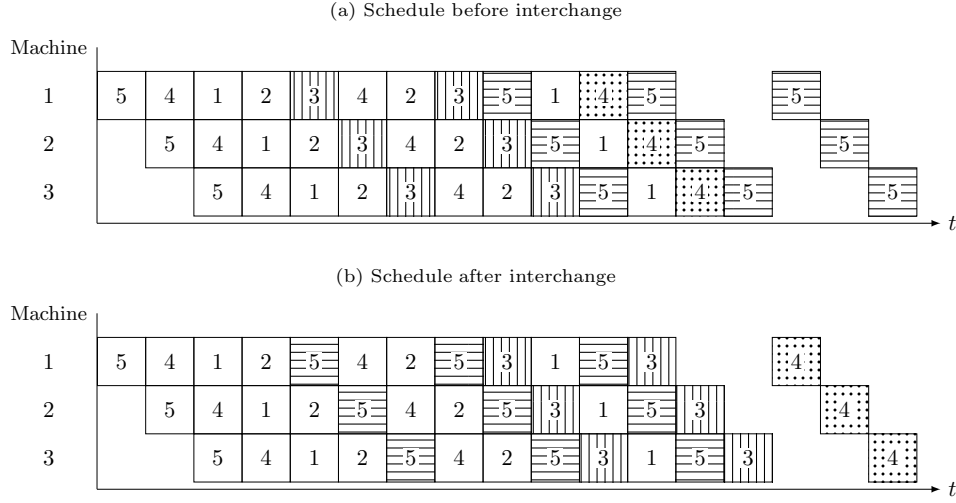 (a) Schedule before interchange
Machine
1 5 4 1 2 3 4 2 3 5 1 4 5 5
2 5 4 1 2 3 4 2 3 5 1 4 5 5
3 5 4 1 2 3 4 2 3 5 1 4 5 5
t
(b) Schedule after interchange
Machine
1 5 4 1 2 5 4 2 5 3 1 5 3 4
2 5 4 1 2 5 4 2 5 3 1 5 3 4
3 5 4 1 2 5 4 2 5 3 1 5 3 4
t